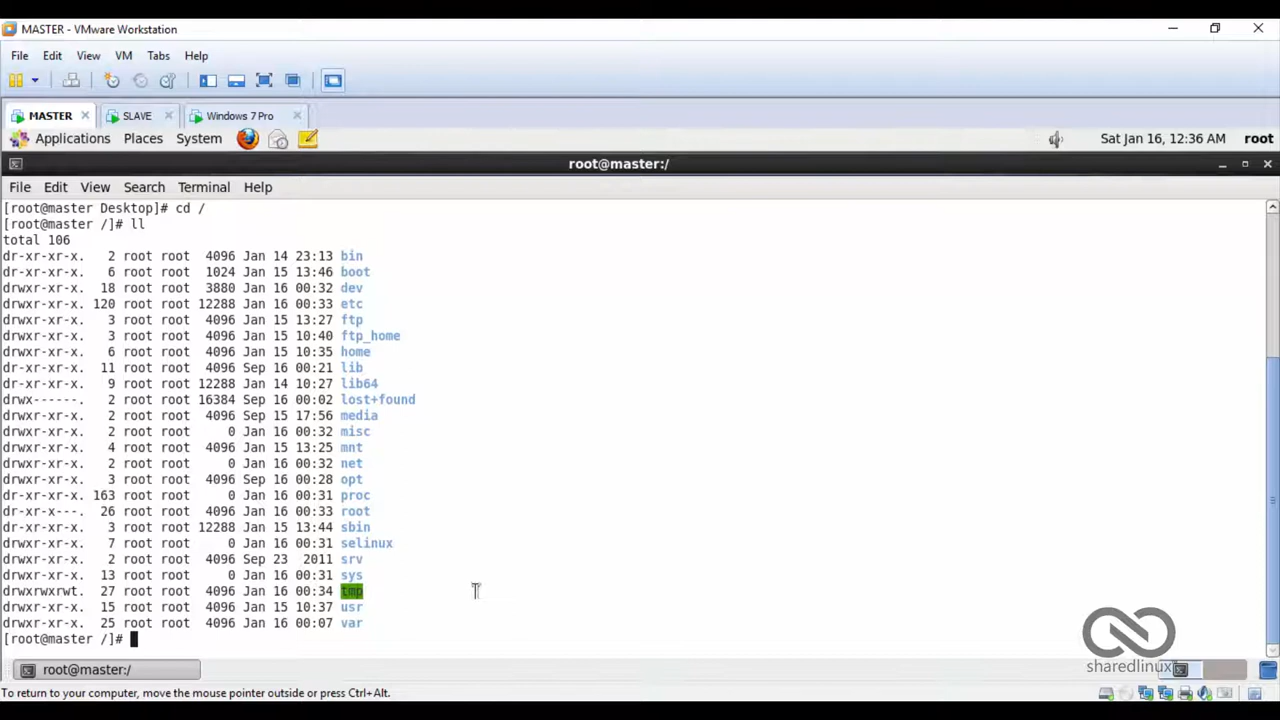 MASTER - VMware Workstation
File Edit View VM Tabs Help
MASTER SLAVE Windows 7 Pro
Applications Places System Sat Jan 16, 12:36 AM root
root@master:/
File Edit View Search Terminal Help
[root@master Desktop]# cd /
[root@master /]# ll
total 106
dr-xr-xr-x. 2 root root 4096 Jan 14 23:13 bin
dr-xr-xr-x. 6 root root 1024 Jan 15 13:46 boot
drwxr-xr-x. 18 root root 3880 Jan 16 00:32 dev
drwxr-xr-x. 120 root root 12288 Jan 16 00:33 etc
drwxr-xr-x. 3 root root 4096 Jan 15 13:27 ftp
drwxr-xr-x. 3 root root 4096 Jan 15 10:40 ftp_home
drwxr-xr-x. 6 root root 4096 Jan 15 10:35 home
dr-xr-xr-x. 11 root root 4096 Sep 16 00:21 lib
dr-xr-xr-x. 9 root root 12288 Jan 14 10:27 lib64
drwx------. 2 root root 16384 Sep 16 00:02 lost+found
drwxr-xr-x. 2 root root 4096 Sep 15 17:56 media
drwxr-xr-x. 2 root root 0 Jan 16 00:32 misc
drwxr-xr-x. 4 root root 4096 Jan 15 13:25 mnt
drwxr-xr-x. 2 root root 0 Jan 16 00:32 net
drwxr-xr-x. 3 root root 4096 Sep 16 00:28 opt
dr-xr-xr-x. 163 root root 0 Jan 16 00:31 proc
dr-xr-x---. 26 root root 4096 Jan 16 00:33 root
dr-xr-xr-x. 3 root root 12288 Jan 15 13:44 sbin
drwxr-xr-x. 7 root root 0 Jan 16 00:31 selinux
drwxr-xr-x. 2 root root 4096 Sep 23 2011 srv
drwxr-xr-x. 13 root root 0 Jan 16 00:31 sys
drwxrwxrwt. 27 root root 4096 Jan 16 00:34 tmp
drwxr-xr-x. 15 root root 4096 Jan 15 10:37 usr
drwxr-xr-x. 25 root root 4096 Jan 16 00:07 var
[root@master /]#
sharedlinux
root@master:/
To return to your computer, move the mouse pointer outside or press Ctrl+Alt.